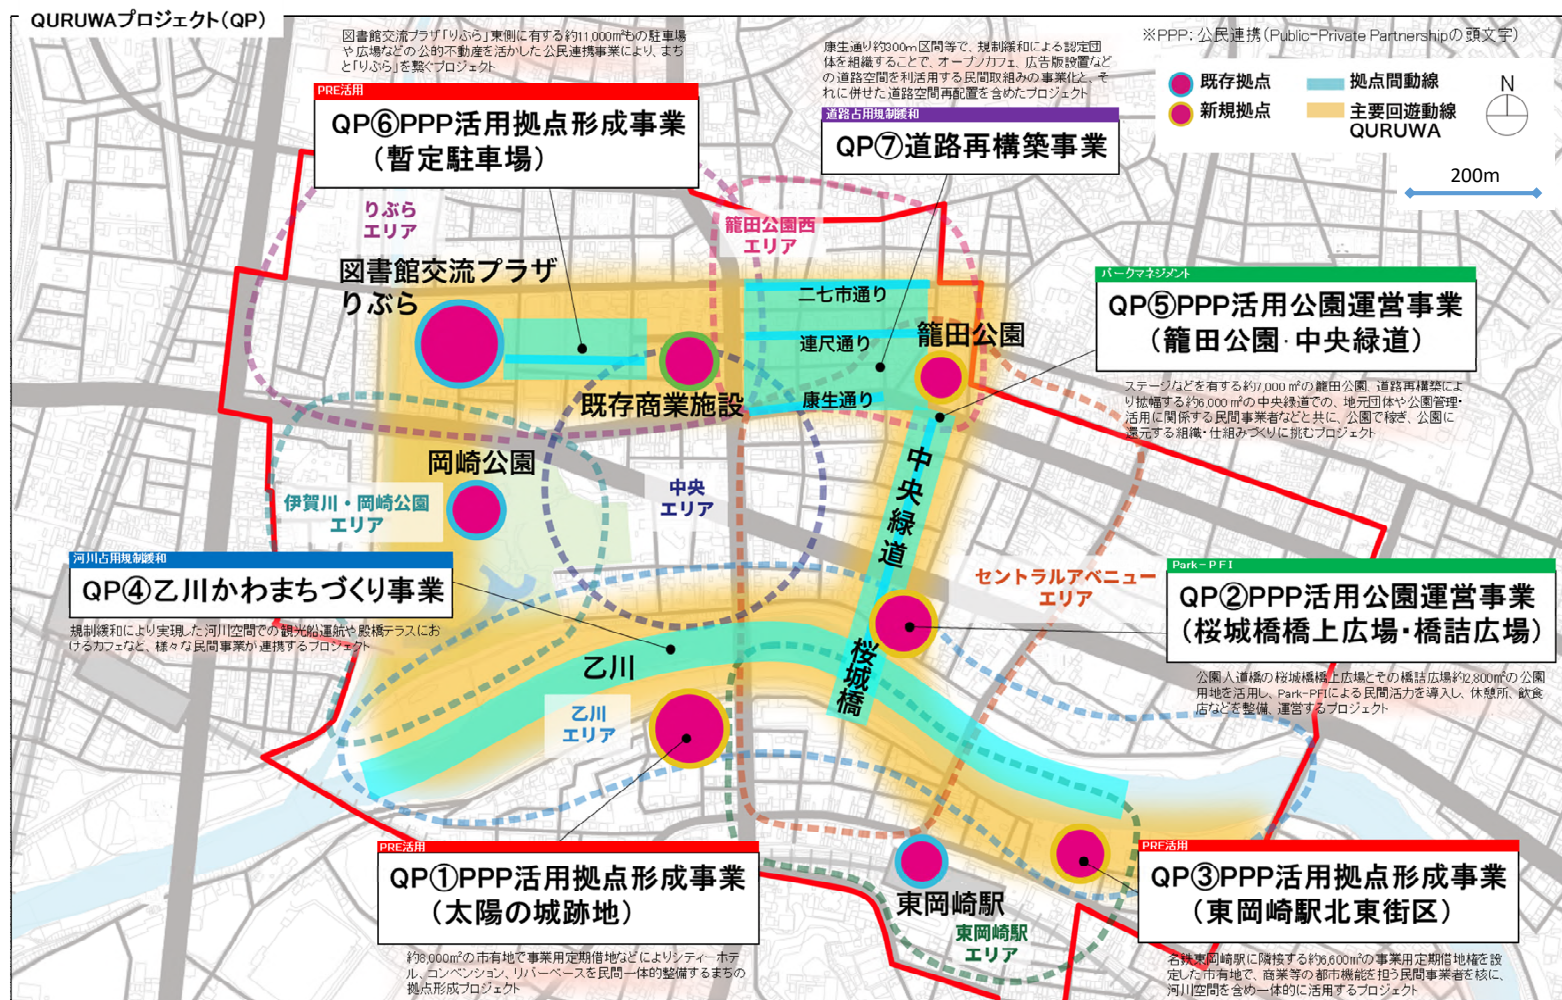 QURUWAプロジェクト(QP)
図書館交流プラザ「りぶら」東側に有する約11,000㎡もの駐車場
や広場などの公的不動産を活かした公民連携事業により、まち
と「りぶら」を繋ぐプロジェクト
PRE活用
QP⑥PPP活用拠点形成事業
(暫定駐車場)
康生通り約300m区間等で、規制緩和による認定団
体を組織することで、オープンカフェ、広告版設置など
の道路空間を利活用する民間取組みの事業化と、そ
れに併せた道路空間再配置を含めたプロジェクト
道路占用規制緩和
QP⑦道路再構築事業
※PPP:公民連携(Public-Private Partnershipの頭文字)
既存拠点
拠点間動線
新規拠点
主要回遊動線
QURUWA
N
200m
りぶら
エリア
籠田公園西
エリア
図書館交流プラザ
りぶら
二七市通り
連尺通り
康生通り
籠田公園
既存商業施設
パークマネジメント
QP⑤PPP活用公園運営事業
(籠田公園・中央緑道)
ステージなどを有する約7,000㎡の籠田公園、道路再構築によ
り拡幅する約6,000㎡の中央緑道での、地元団体や公園管理・
活用に関係する民間事業者などと共に、公園で稼ぎ、公園に
還元する組織・仕組みづくりに挑むプロジェクト
岡崎公園
伊賀川・岡崎公園
エリア
中央
エリア
中央緑道
セントラルアベニュー
エリア
河川占用規制緩和
QP④乙川かわまちづくり事業
規制緩和により実現した河川空間での観光船運航や殿橋テラスにお
けるカフェなど、様々な民間事業が連携するプロジェクト
Park-PFI
QP②PPP活用公園運営事業
(桜城橋橋上広場・橋詰広場)
公園人道橋の桜城橋橋上広場とその橋詰広場約2,800㎡の公園
用地を活用し、Park-PFIによる民間活力を導入し、休憩所、飲食
店などを整備、運営するプロジェクト
乙川
桜城橋
乙川
エリア
PRE活用
QP①PPP活用拠点形成事業
(太陽の城跡地)
約8,000㎡の市有地で事業用定期借地などによりシティーホテ
ル、コンベンション、リバーベースを民間一体的整備するまちの
拠点形成プロジェクト
東岡崎駅
東岡崎駅
エリア
PRE活用
QP③PPP活用拠点形成事業
(東岡崎駅北東街区)
名鉄東岡崎駅に隣接する約6,600㎡の事業用定期借地権を設
定した市有地で、商業等の都市機能を担う民間事業者を核に、
河川空間を含め一体的に活用するプロジェクト